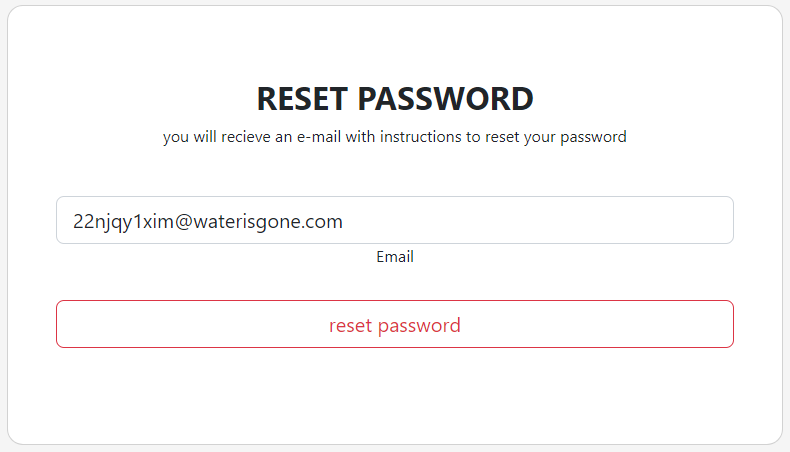 RESET PASSWORD
you will recieve an e-mail with instructions to reset your password
22njqy1xim@waterisgone.com
Email
reset password